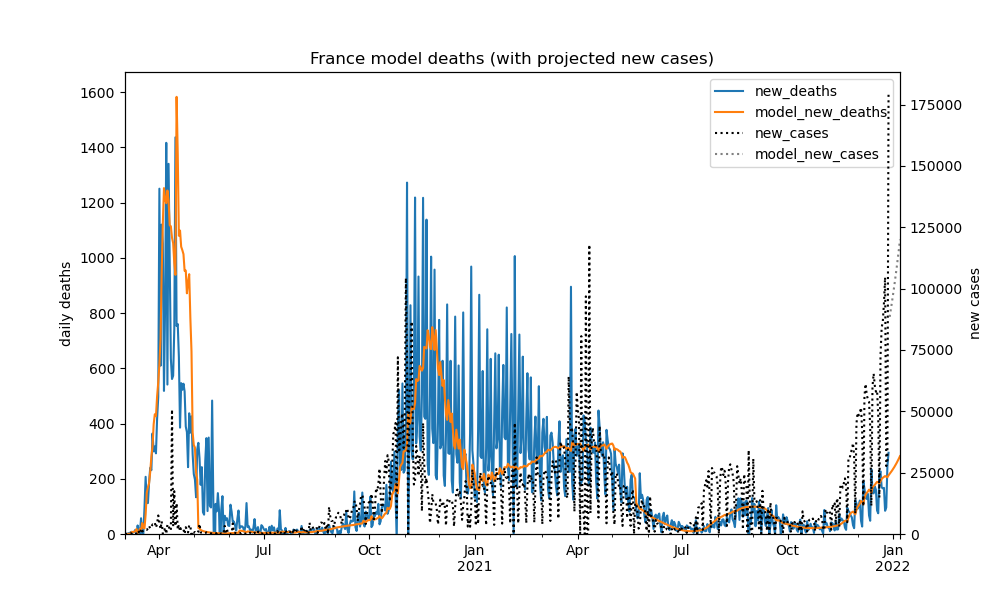 France model deaths (with projected new cases)
new_deaths
model_new_deaths
new_cases
model_new_cases
daily deaths
new cases
1600
1400
1200
1000
800
600
400
200
0
175000
150000
125000
100000
75000
50000
25000
0
Apr
Jul
Oct
Jan
2021
Apr
Jul
Oct
Jan
2022